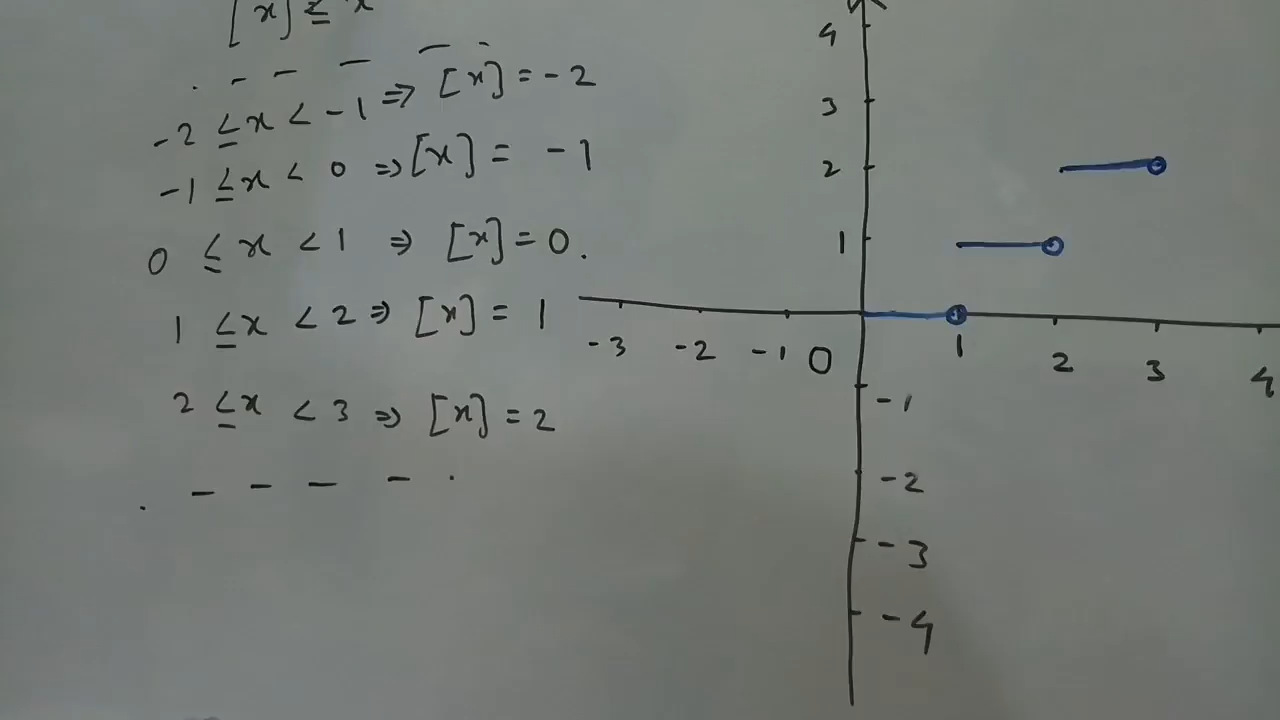 [x] ≤ x
. - - — — -
-2 ≤ x < -1 ⇒ [x] = -2
-1 ≤ x < 0 ⇒ [x] = -1
0 ≤ x < 1 ⇒ [x] = 0.
1 ≤ x < 2 ⇒ [x] = 1
2 ≤ x < 3 ⇒ [x] = 2
. - - - - .
4
3
2
1
-3 -2 -1 0 1 2 3 4
-1
-2
-3
-4